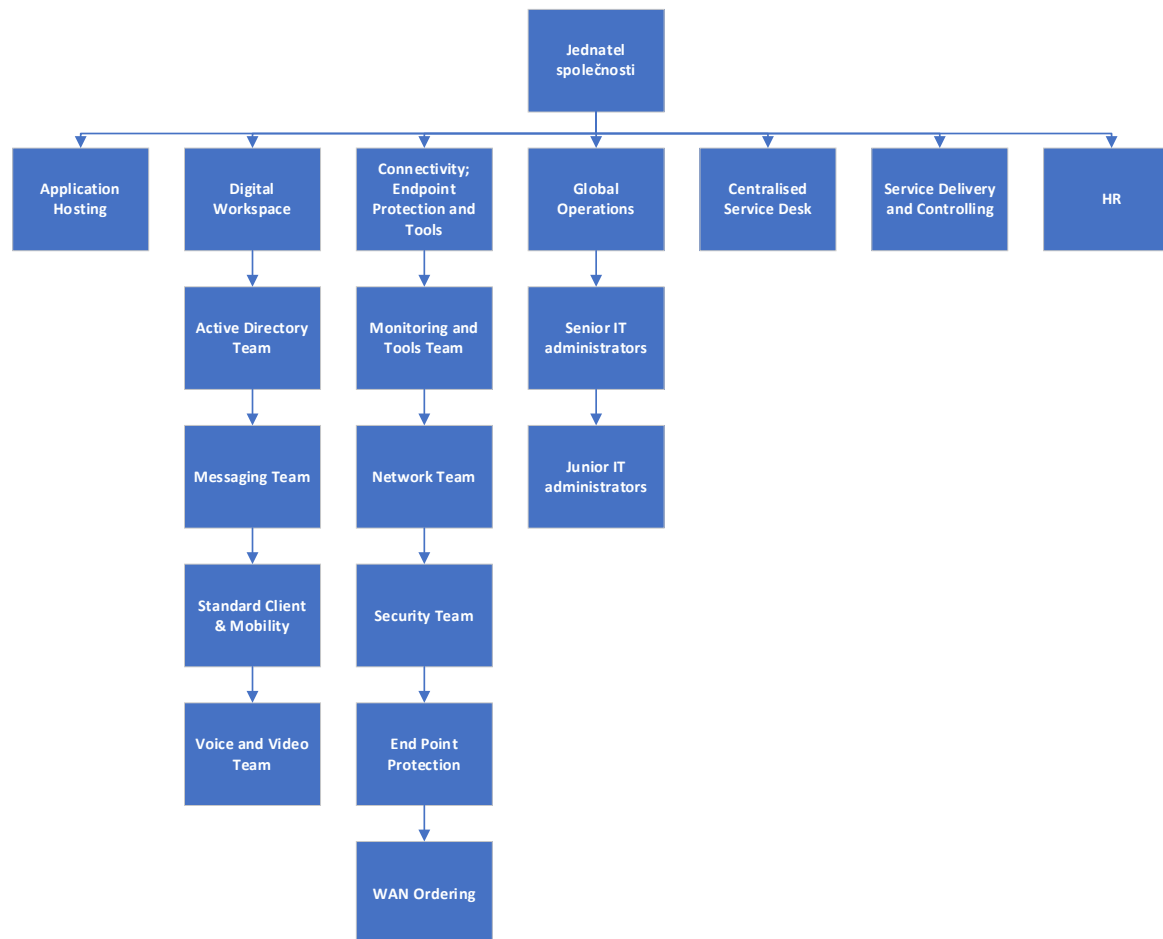 Jednatel
společnosti
Application
Hosting
Digital
Workspace
Connectivity;
Endpoint
Protection and
Tools
Global
Operations
Centralised
Service Desk
Service Delivery
and Controlling
HR
Active Directory
Team
Monitoring and
Tools Team
Senior IT
administrators
Messaging Team
Network Team
Junior IT
administrators
Standard Client
& Mobility
Security Team
Voice and Video
Team
End Point
Protection
WAN Ordering